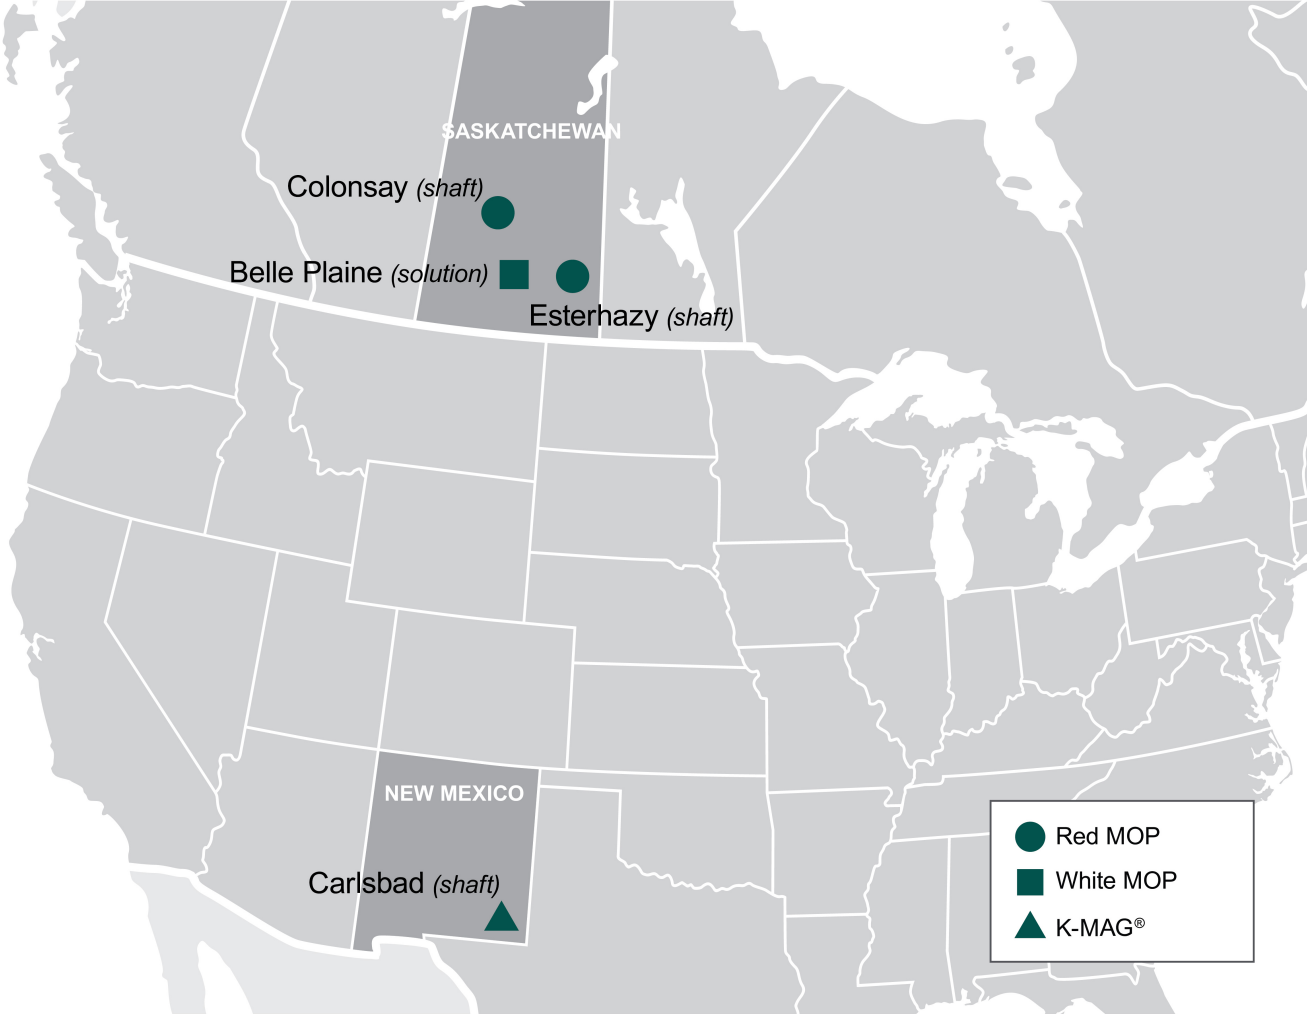 SASKATCHEWAN
Colonsay (shaft)
Belle Plaine (solution)
Esterhazy (shaft)
NEW MEXICO
Carlsbad (shaft)
Red MOP
White MOP
K-MAG®